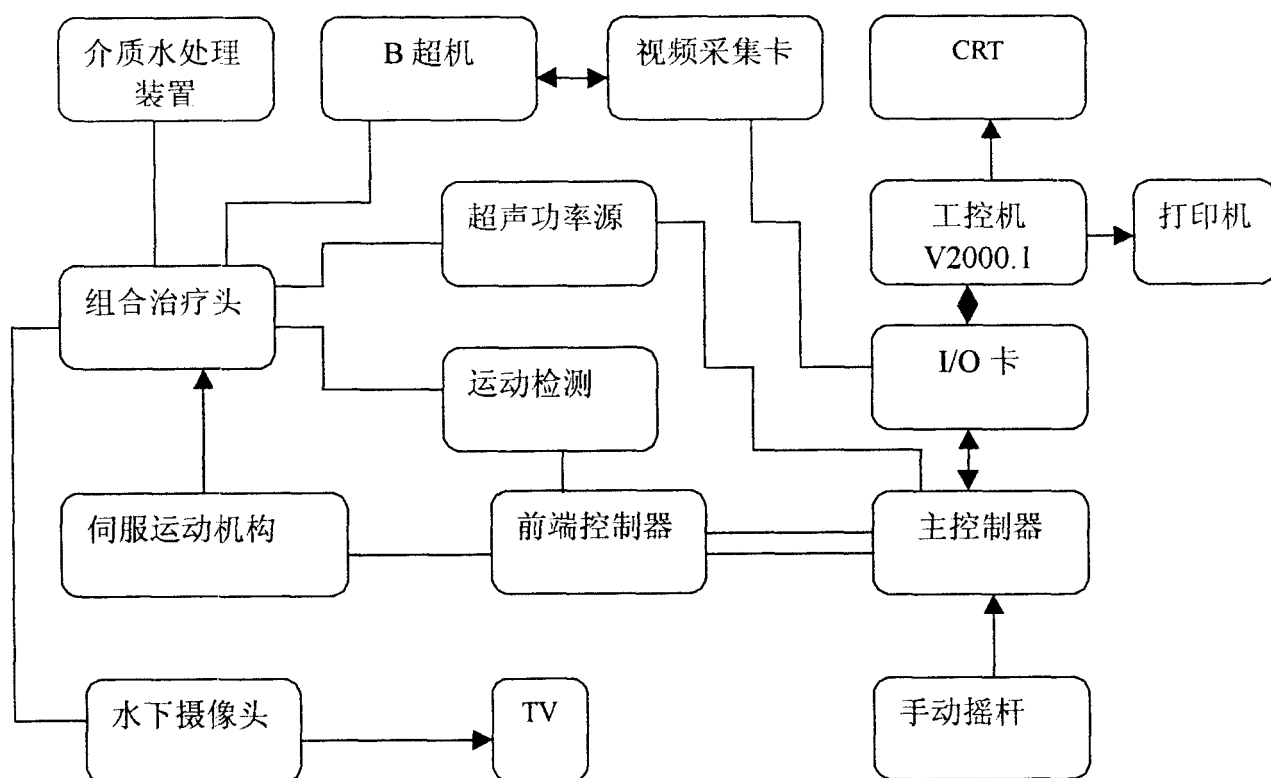 介质水处理
装置
B 超机
视频采集卡
CRT
超声功率源
工控机
V2000.1
打印机
组合治疗头
I/O 卡
运动检测
伺服运动机构
前端控制器
主控制器
水下摄像头
TV
手动摇杆